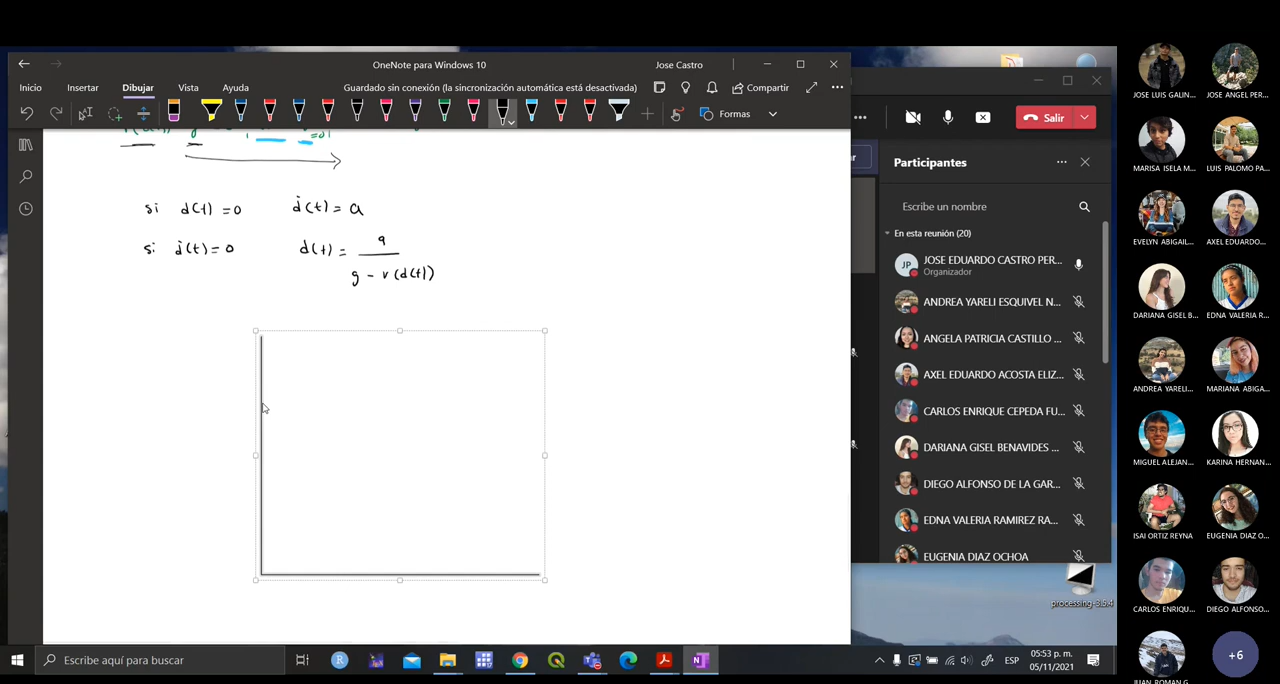 OneNote para Windows 10
Jose Castro
Inicio
Insertar
Dibujar
Vista
Ayuda
Guardado sin conexión (la sincronización automática está desactivada)
Compartir
Formas
si d(t) = 0 ḋ(t) = a
si ḋ(t) = 0 d(t) = a
g - v(d(t))
Salir
Participantes
Escribe un nombre
En esta reunión (20)
JP
JOSE EDUARDO CASTRO PER...
Organizador
ANDREA YARELI ESQUIVEL N...
ANGELA PATRICIA CASTILLO ...
AXEL EDUARDO ACOSTA ELIZ...
CARLOS ENRIQUE CEPEDA FU...
DARIANA GISEL BENAVIDES ...
DIEGO ALFONSO DE LA GAR...
EDNA VALERIA RAMIREZ RA...
EUGENIA DIAZ OCHOA
processing-3.5.4
JOSE LUIS GALIN...
JOSE ANGEL PER...
MARISA ISELA M...
LUIS PALOMO PA...
EVELYN ABIGAIL...
AXEL EDUARDO...
DARIANA GISEL B...
EDNA VALERIA R...
ANDREA YARELI...
MARIANA ABIGA...
MIGUEL ALEJAN...
KARINA HERNAN...
ISAI ORTIZ REYNA
EUGENIA DIAZ O...
CARLOS ENRIQU...
DIEGO ALFONSO...
+6
Escribe aquí para buscar
ESP
05:53 p. m.
05/11/2021